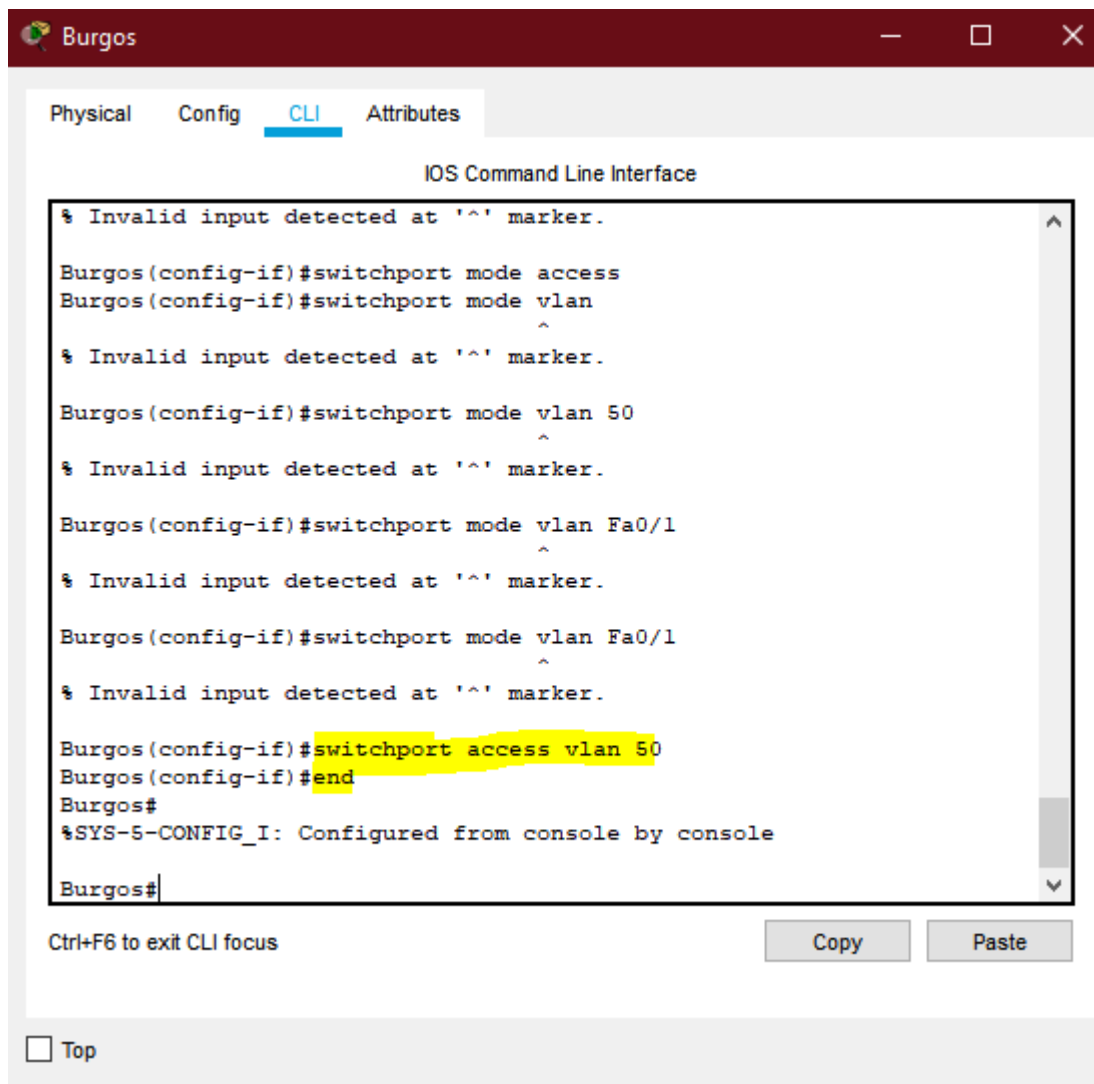 Burgos
Physical Config CLI Attributes
IOS Command Line Interface
% Invalid input detected at '^' marker.
Burgos(config-if)#switchport mode access
Burgos(config-if)#switchport mode vlan
^
% Invalid input detected at '^' marker.
Burgos(config-if)#switchport mode vlan 50
^
% Invalid input detected at '^' marker.
Burgos(config-if)#switchport mode vlan Fa0/1
^
% Invalid input detected at '^' marker.
Burgos(config-if)#switchport mode vlan Fa0/1
^
% Invalid input detected at '^' marker.
Burgos(config-if)#switchport access vlan 50
Burgos(config-if)#end
Burgos#
%SYS-5-CONFIG_I: Configured from console by console
Burgos#
Ctrl+F6 to exit CLI focus Copy Paste
Top